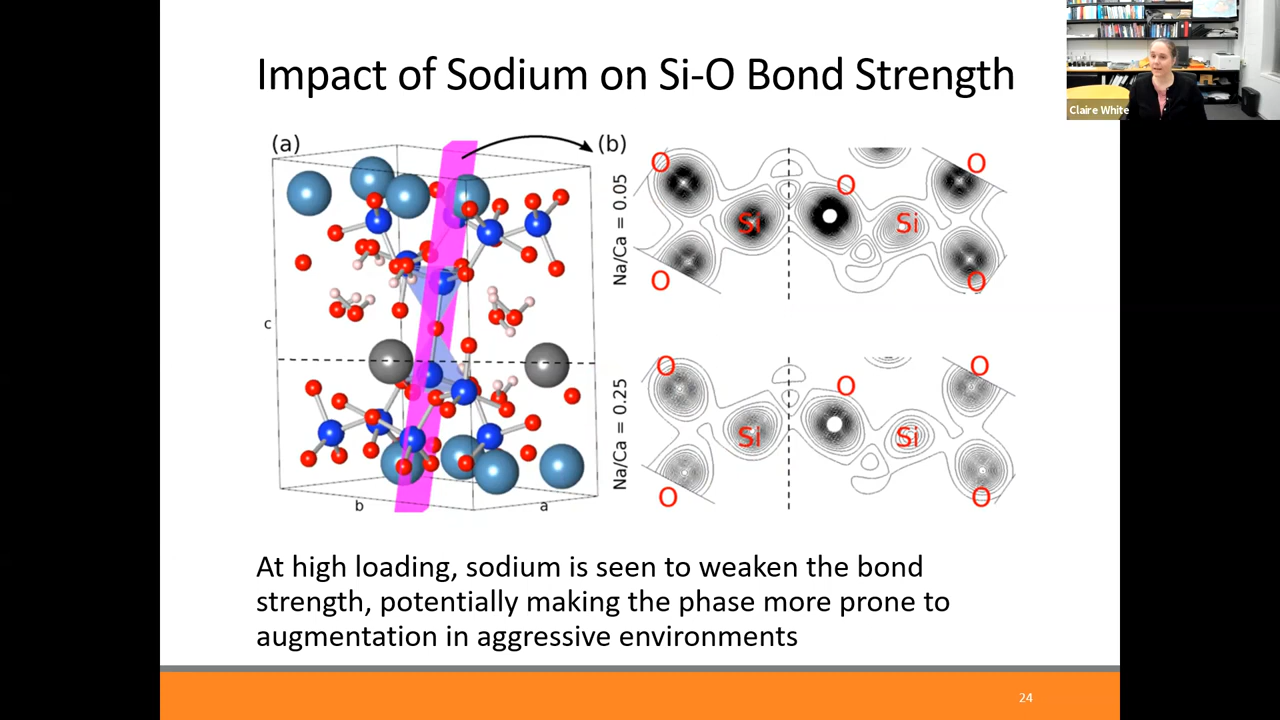 Impact of Sodium on Si-O Bond Strength
Claire White
(a)
(b)
c
b
a
Na/Ca = 0.05
O
O
O
Si
Si
O
O
Na/Ca = 0.25
O
O
O
Si
Si
O
O
At high loading, sodium is seen to weaken the bond
strength, potentially making the phase more prone to
augmentation in aggressive environments
24